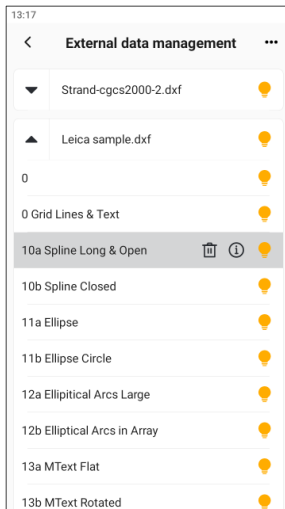 13:17
External data management
Strand-cgcs2000-2.dxf
Leica sample.dxf
0
0 Grid Lines & Text
10a Spline Long & Open
10b Spline Closed
11a Ellipse
11b Ellipse Circle
12a Ellipitical Arcs Large
12b Elliptical Arcs in Array
13a MText Flat
13b MText Rotated